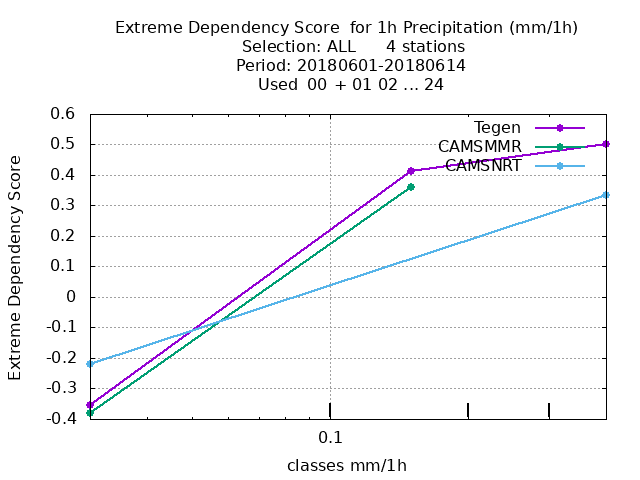 Extreme Dependency Score  for 1h Precipitation (mm/1h)
Selection: ALL      4 stations
Period: 20180601-20180614
Used  00  + 01 02 ... 24
Tegen
CAMSMMR
CAMSNRT
Extreme Dependency Score
0.6
0.5
0.4
0.3
0.2
0.1
0
-0.1
-0.2
-0.3
-0.4
0.1
classes mm/1h